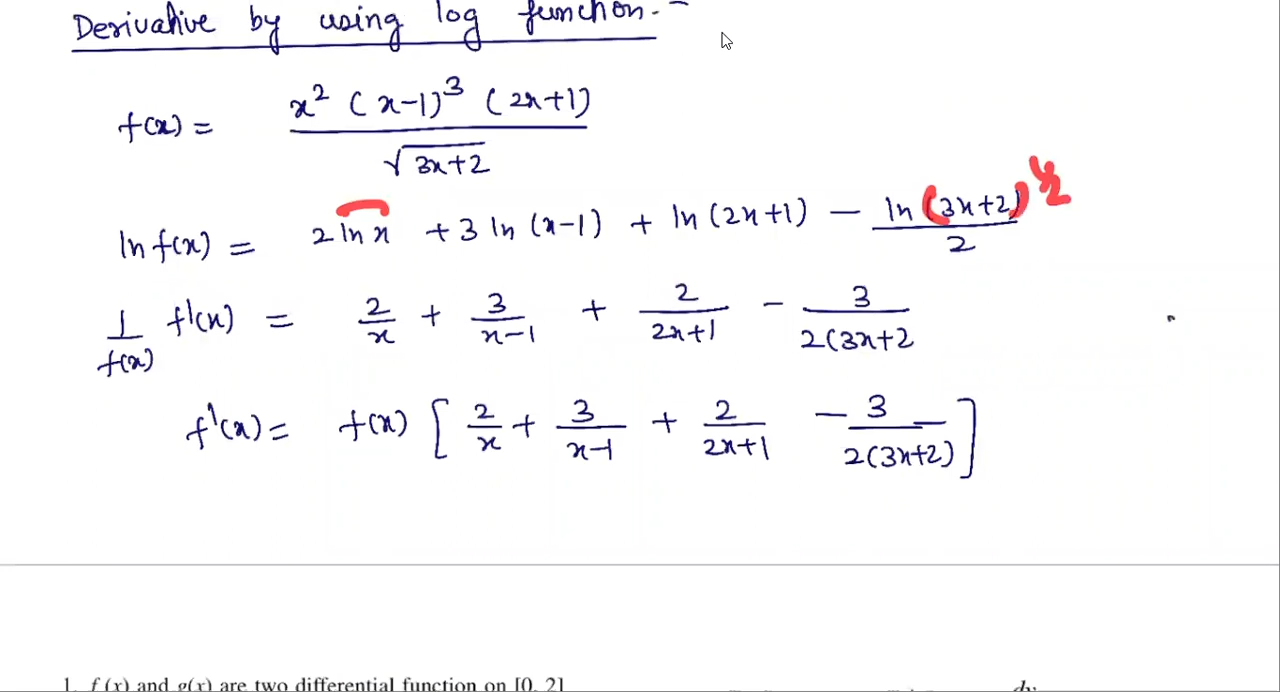 Derivative by using log function -
f(x) = x² (x-1)³ (2x+1) / √(3x+2)
ln f(x) = 2 ln x + 3 ln (x-1) + ln (2x+1) - ln (3x+2)^½ / 2
1/f(x) f'(x) = 2/x + 3/(x-1) + 2/(2x+1) - 3/2(3x+2
f'(x) = f(x) [ 2/x + 3/(x-1) + 2/(2x+1) - 3/2(3x+2) ]
1. f (x) and g(x) are two differential function on [0, 2]